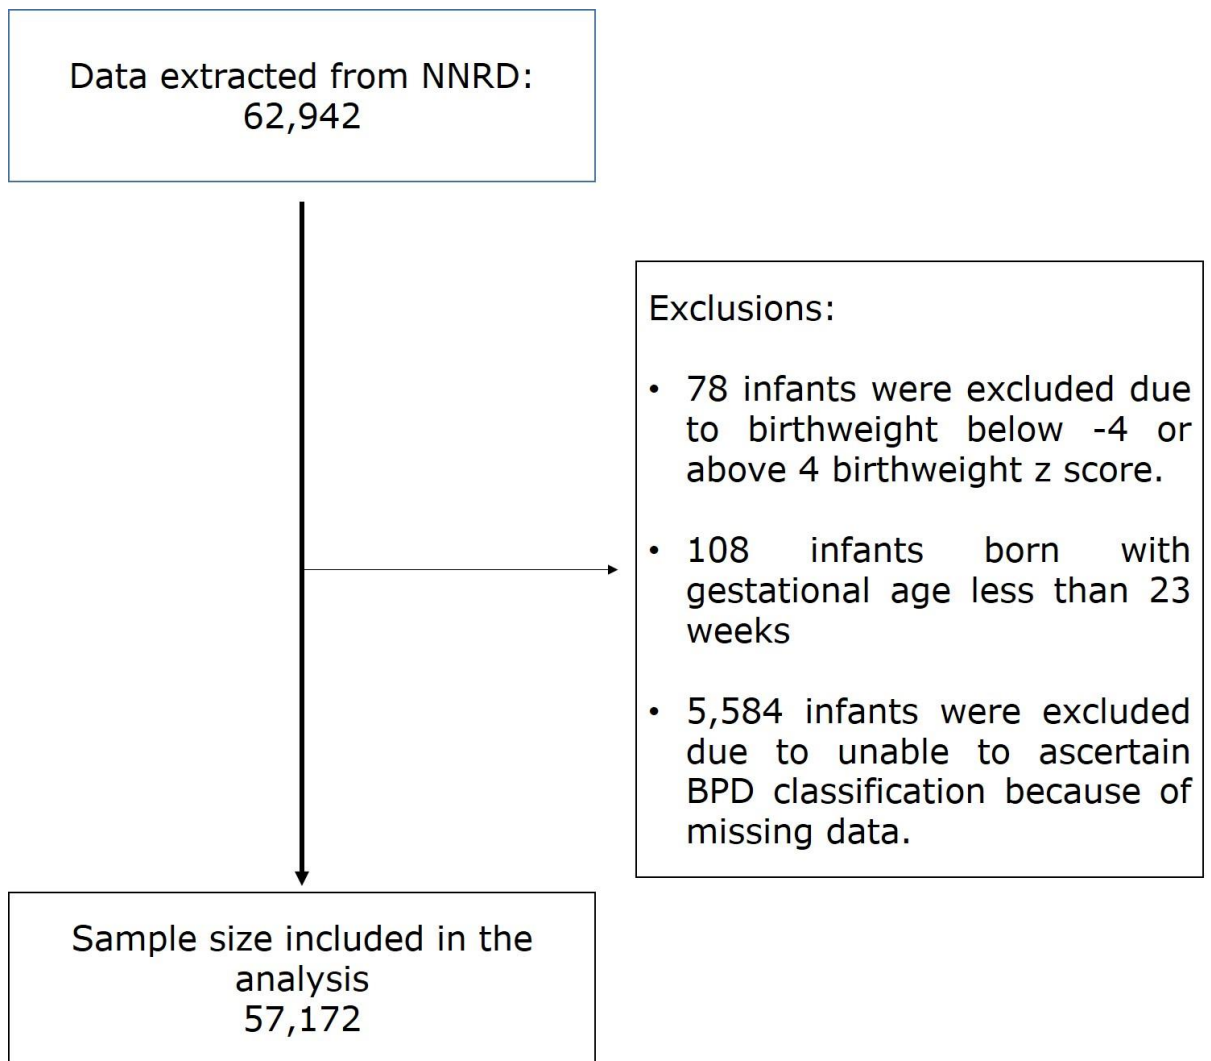 Data extracted from NNRD:
62,942
Exclusions:
• 78 infants were excluded due
to birthweight below -4 or
above 4 birthweight z score.
• 108 infants born with
gestational age less than 23
weeks
• 5,584 infants were excluded
due to unable to ascertain
BPD classification because of
missing data.
Sample size included in the
analysis
57,172